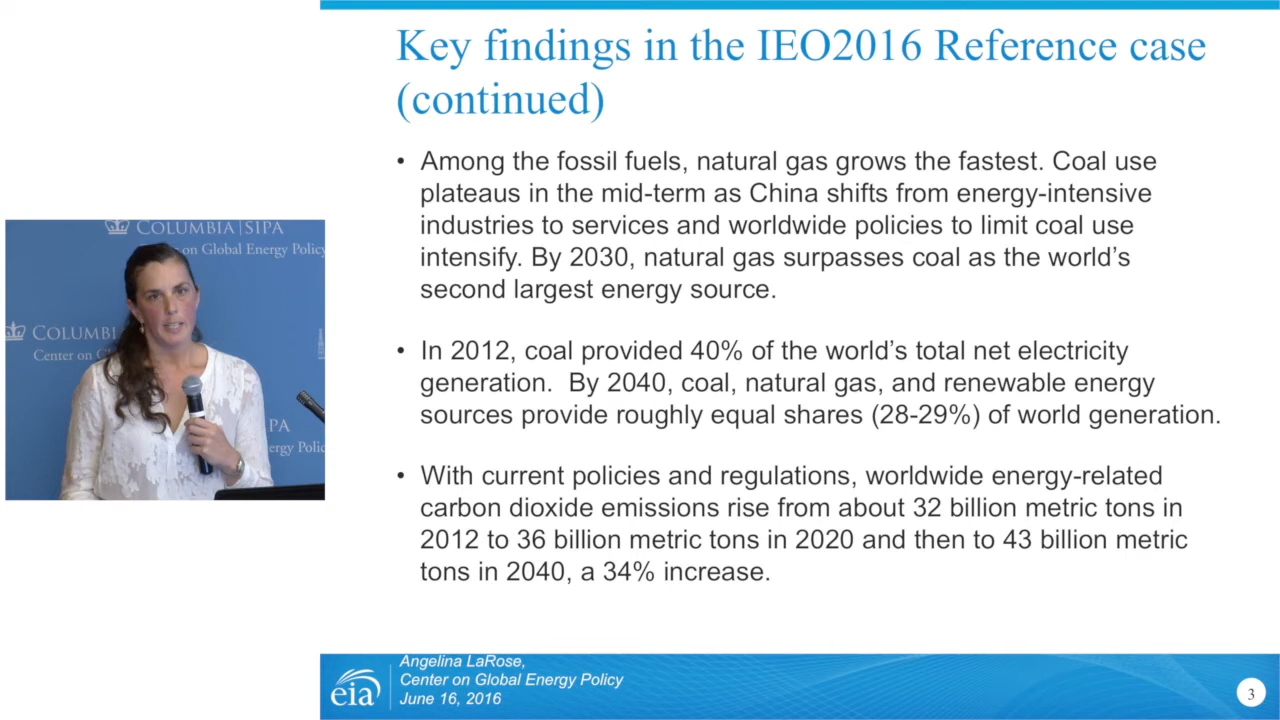 Key findings in the IEO2016 Reference case
(continued)
• Among the fossil fuels, natural gas grows the fastest. Coal use
plateaus in the mid-term as China shifts from energy-intensive
industries to services and worldwide policies to limit coal use
intensify. By 2030, natural gas surpasses coal as the world’s
second largest energy source.
• In 2012, coal provided 40% of the world’s total net electricity
generation.  By 2040, coal, natural gas, and renewable energy
sources provide roughly equal shares (28-29%) of world generation.
• With current policies and regulations, worldwide energy-related
carbon dioxide emissions rise from about 32 billion metric tons in
2012 to 36 billion metric tons in 2020 and then to 43 billion metric
tons in 2040, a 34% increase.
COLUMBIA|SIPA
on Global Energy Policy
COLUMBI
Center on
PA
ergy Polic
eia
Angelina LaRose,
Center on Global Energy Policy
June 16, 2016
3